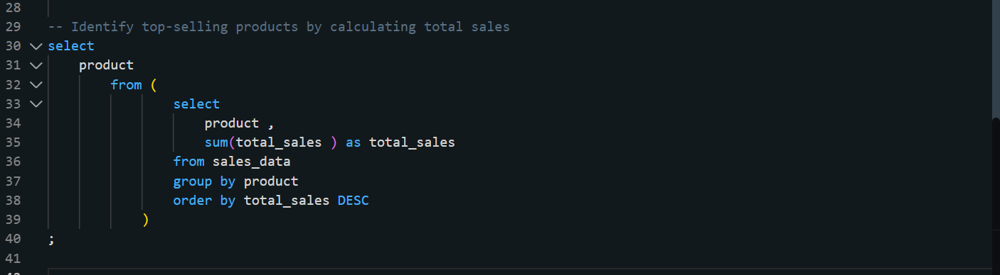 28
29 -- Identify top-selling products by calculating total sales
30 select
31     product
32         from (
33                 select
34                     product ,
35                     sum(total_sales ) as total_sales
36                 from sales_data
37                 group by product
38                 order by total_sales DESC
39             )
40 ;
41